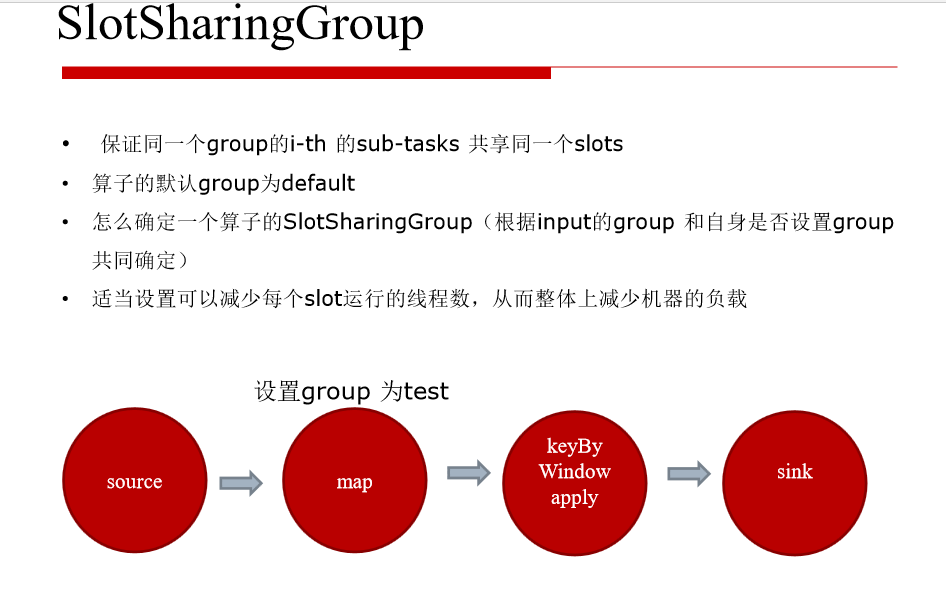 SlotSharingGroup
• 保证同一个group的i-th 的sub-tasks 共享同一个slots
• 算子的默认group为default
• 怎么确定一个算子的SlotSharingGroup（根据input的group 和自身是否设置group
共同确定）
• 适当设置可以减少每个slot运行的线程数，从而整体上减少机器的负载
设置group 为test
source
map
keyBy
Window
apply
sink